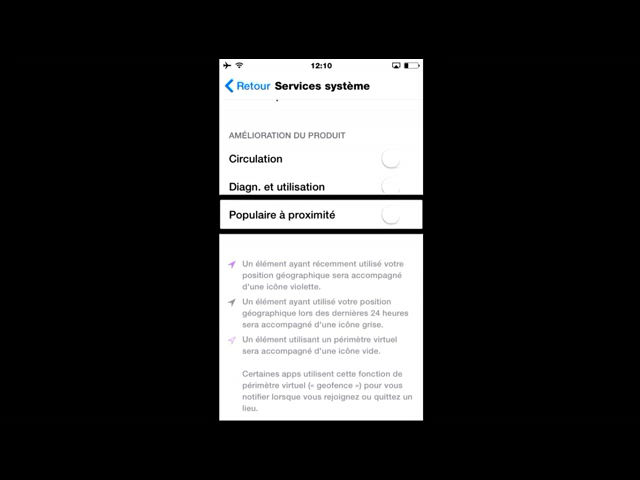 12:10
Retour Services système
AMÉLIORATION DU PRODUIT
Circulation
Diagn. et utilisation
Populaire à proximité
Un élément ayant récemment utilisé votre
position géographique sera accompagné
d'une icône violette.
Un élément ayant utilisé votre position
géographique lors des dernières 24 heures
sera accompagné d'une icône grise.
Un élément utilisant un périmètre virtuel
sera accompagné d'une icône vide.
Certaines apps utilisent cette fonction de
périmètre virtuel (« geofence ») pour vous
notifier lorsque vous rejoignez ou quittez un
lieu.